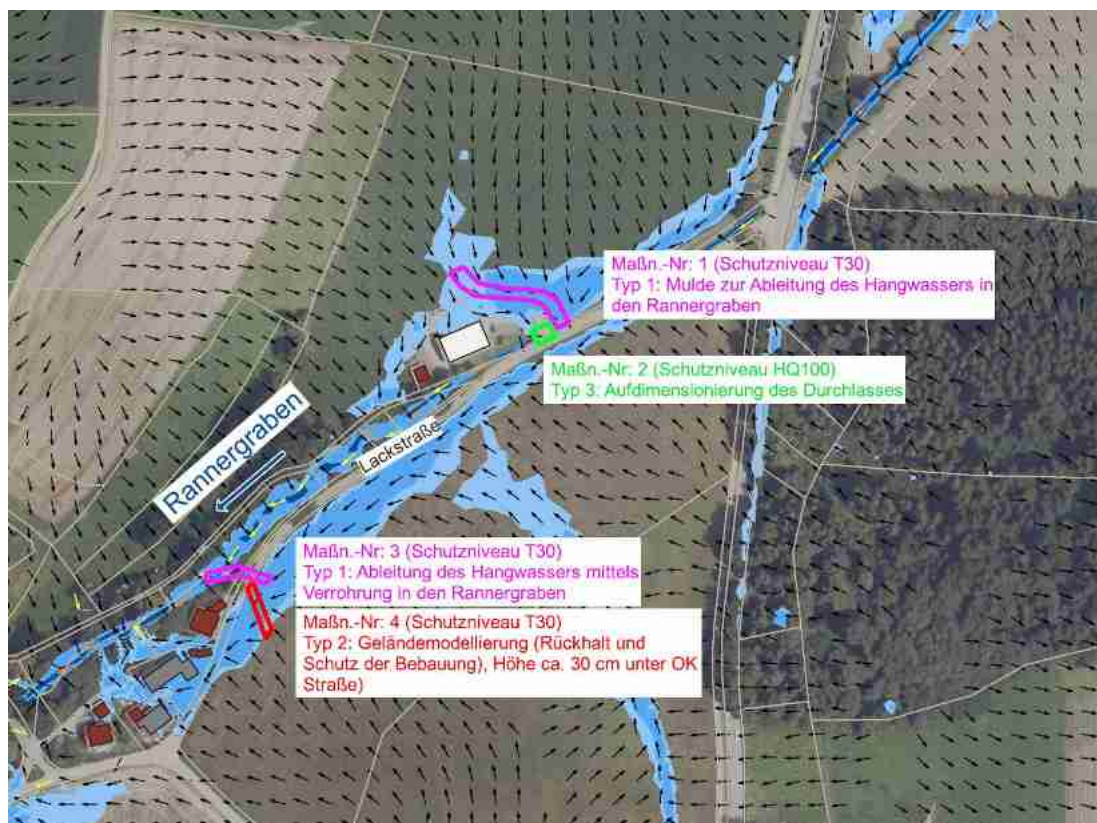 Maßn.-Nr: 1 (Schutzniveau T30)
Typ 1: Mulde zur Ableitung des Hangwassers in
den Rannergraben
Maßn.-Nr: 2 (Schutzniveau HQ100)
Typ 3: Aufdimensionierung des Durchlasses
Rannergraben
Lackstraße
Maßn.-Nr: 3 (Schutzniveau T30)
Typ 1: Ableitung des Hangwassers mittels
Verrohrung in den Rannergraben
Maßn.-Nr: 4 (Schutzniveau T30)
Typ 2: Geländemodellierung (Rückhalt und
Schutz der Bebauung), Höhe ca. 30 cm unter OK
Straße)